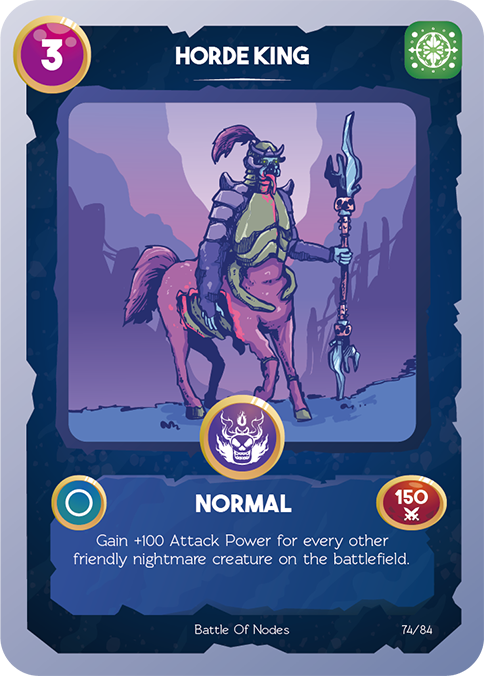 3
HORDE KING
NORMAL
150
Gain +100 Attack Power for every other
friendly nightmare creature on the battlefield.
Battle Of Nodes
74/84